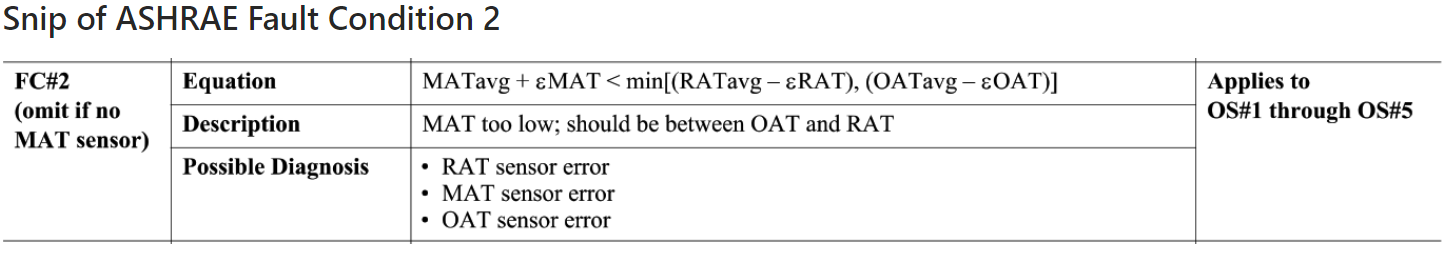 Snip of ASHRAE Fault Condition 2
FC#2
(omit if no
MAT sensor)
Equation
MATavg + εMAT < min[(RATavg – εRAT), (OATavg – εOAT)]
Applies to
OS#1 through OS#5
Description
MAT too low; should be between OAT and RAT
Possible Diagnosis
• RAT sensor error
• MAT sensor error
• OAT sensor error